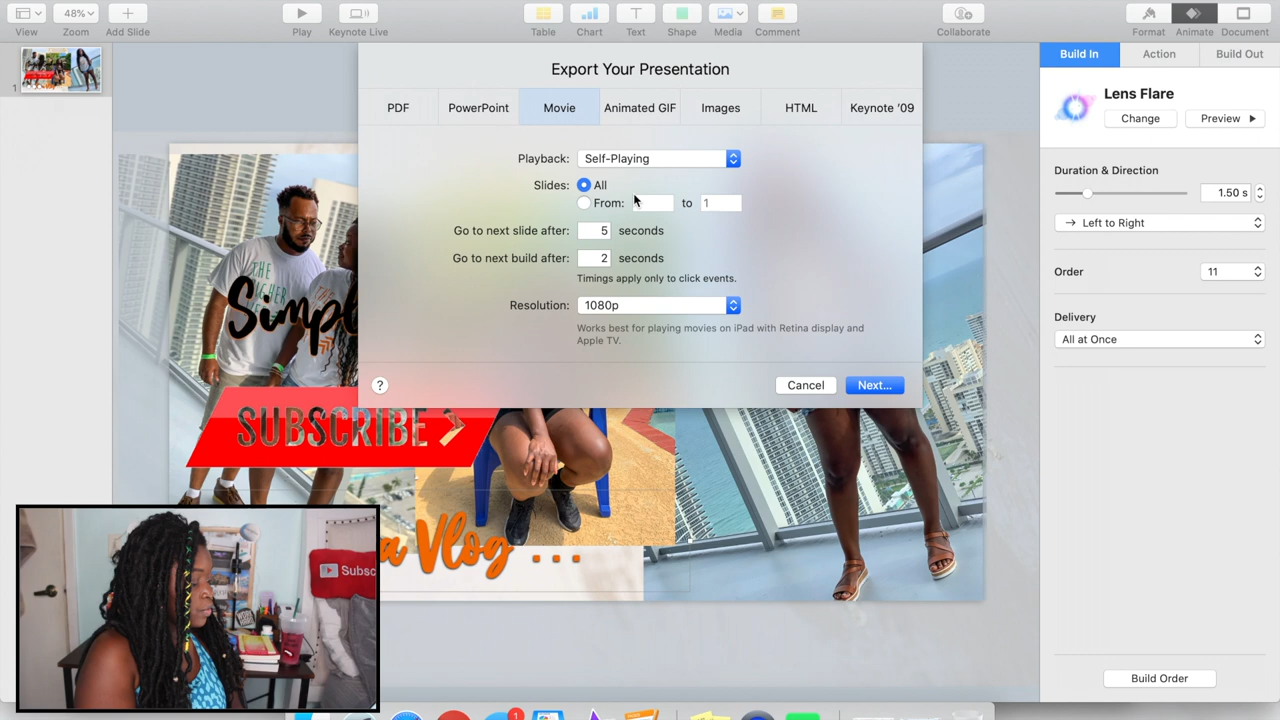 48%
View
Zoom
Add Slide
Play
Keynote Live
Table
Chart
Text
Shape
Media
Comment
Collaborate
Format
Animate
Document
1
Export Your Presentation
PDF
PowerPoint
Movie
Animated GIF
Images
HTML
Keynote '09
Playback: Self-Playing
Slides: All
From: to 1
Go to next slide after: 5 seconds
Go to next build after: 2 seconds
Timings apply only to click events.
Resolution: 1080p
Works best for playing movies on iPad with Retina display and
Apple TV.
?
Cancel
Next...
Build In
Action
Build Out
Lens Flare
Change
Preview
Duration & Direction
1.50 s
→ Left to Right
Order
11
Delivery
All at Once
Build Order
THE
Simpl
SUBSCRIBE >
a Vlog ...
Subsc
1